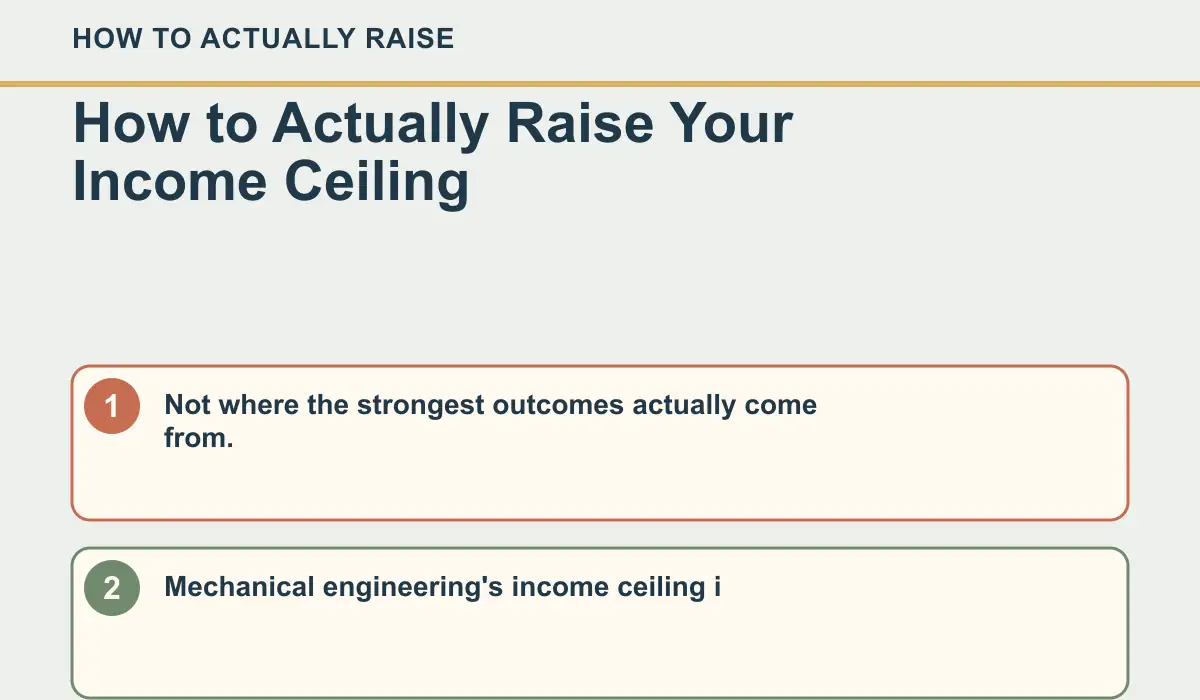 HOW TO ACTUALLY RAISE
How to Actually Raise Your
Income Ceiling
1
Not where the strongest outcomes actually come
from.
2
Mechanical engineering's income ceiling i